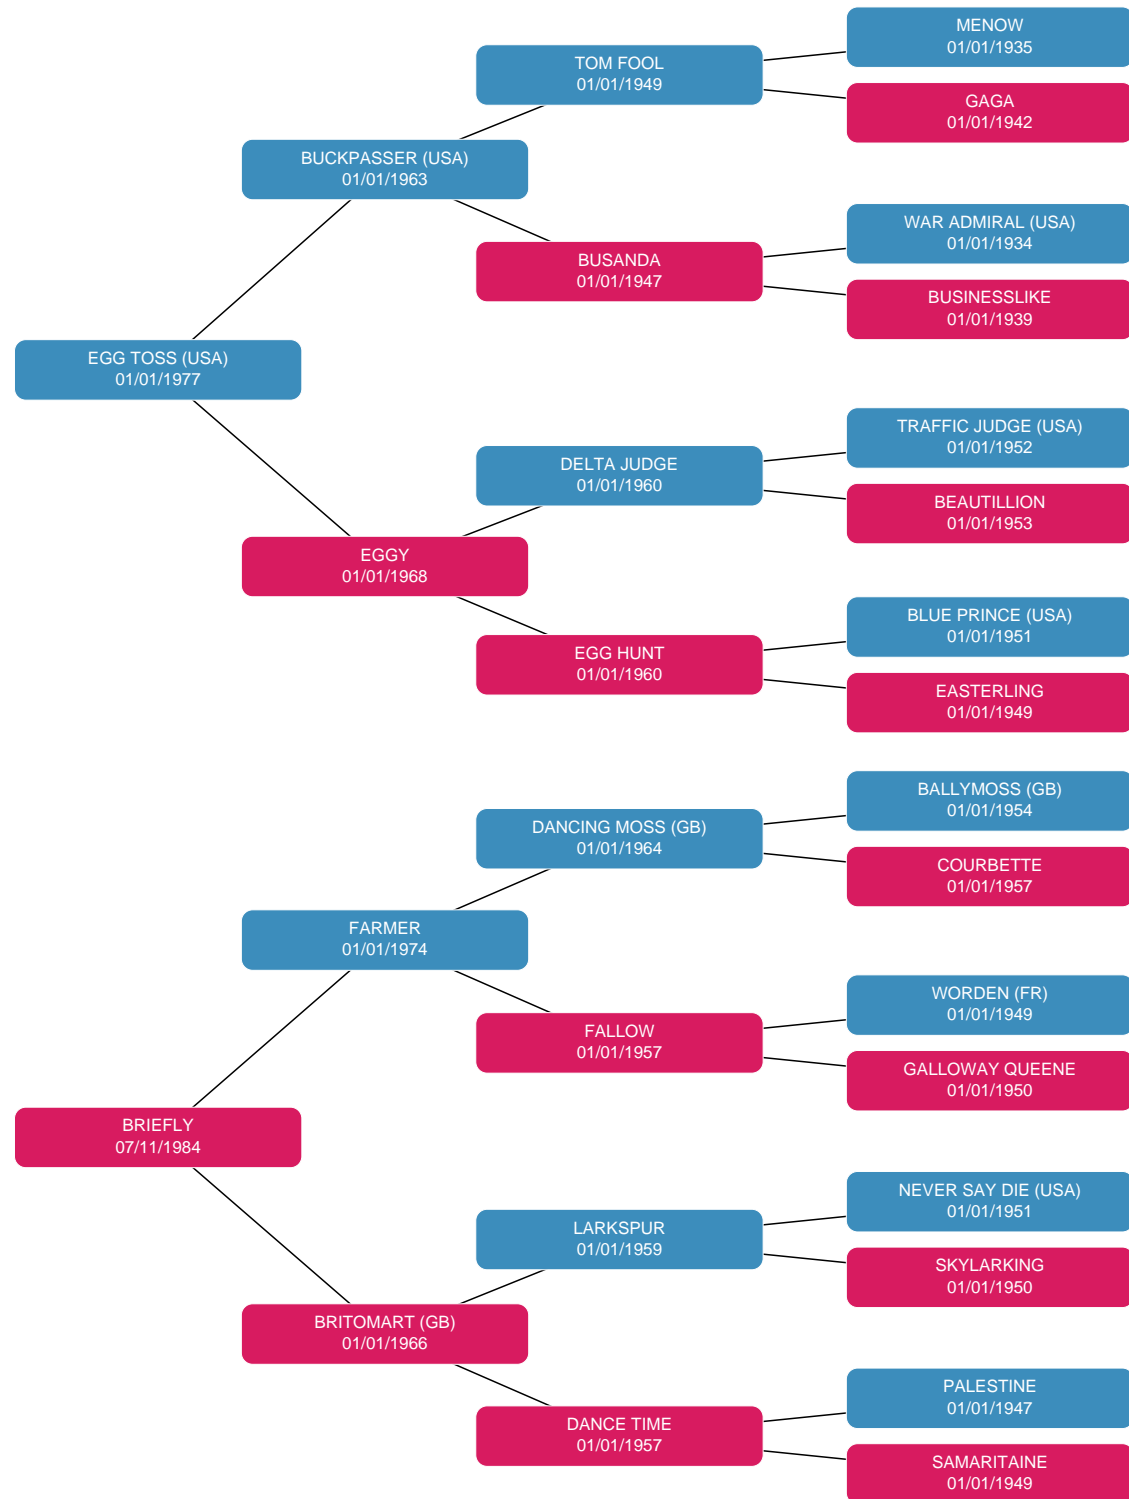 MENOW
01/01/1935
TOM FOOL
01/01/1949
GAGA
01/01/1942
BUCKPASSER (USA)
01/01/1963
WAR ADMIRAL (USA)
01/01/1934
BUSANDA
01/01/1947
BUSINESSLIKE
01/01/1939
EGG TOSS (USA)
01/01/1977
TRAFFIC JUDGE (USA)
01/01/1952
DELTA JUDGE
01/01/1960
BEAUTILLION
01/01/1953
EGGY
01/01/1968
BLUE PRINCE (USA)
01/01/1951
EGG HUNT
01/01/1960
EASTERLING
01/01/1949
BALLYMOSS (GB)
01/01/1954
DANCING MOSS (GB)
01/01/1964
COURBETTE
01/01/1957
FARMER
01/01/1974
WORDEN (FR)
01/01/1949
FALLOW
01/01/1957
GALLOWAY QUEENE
01/01/1950
BRIEFLY
07/11/1984
NEVER SAY DIE (USA)
01/01/1951
LARKSPUR
01/01/1959
SKYLARKING
01/01/1950
BRITOMART (GB)
01/01/1966
PALESTINE
01/01/1947
DANCE TIME
01/01/1957
SAMARITAINE
01/01/1949